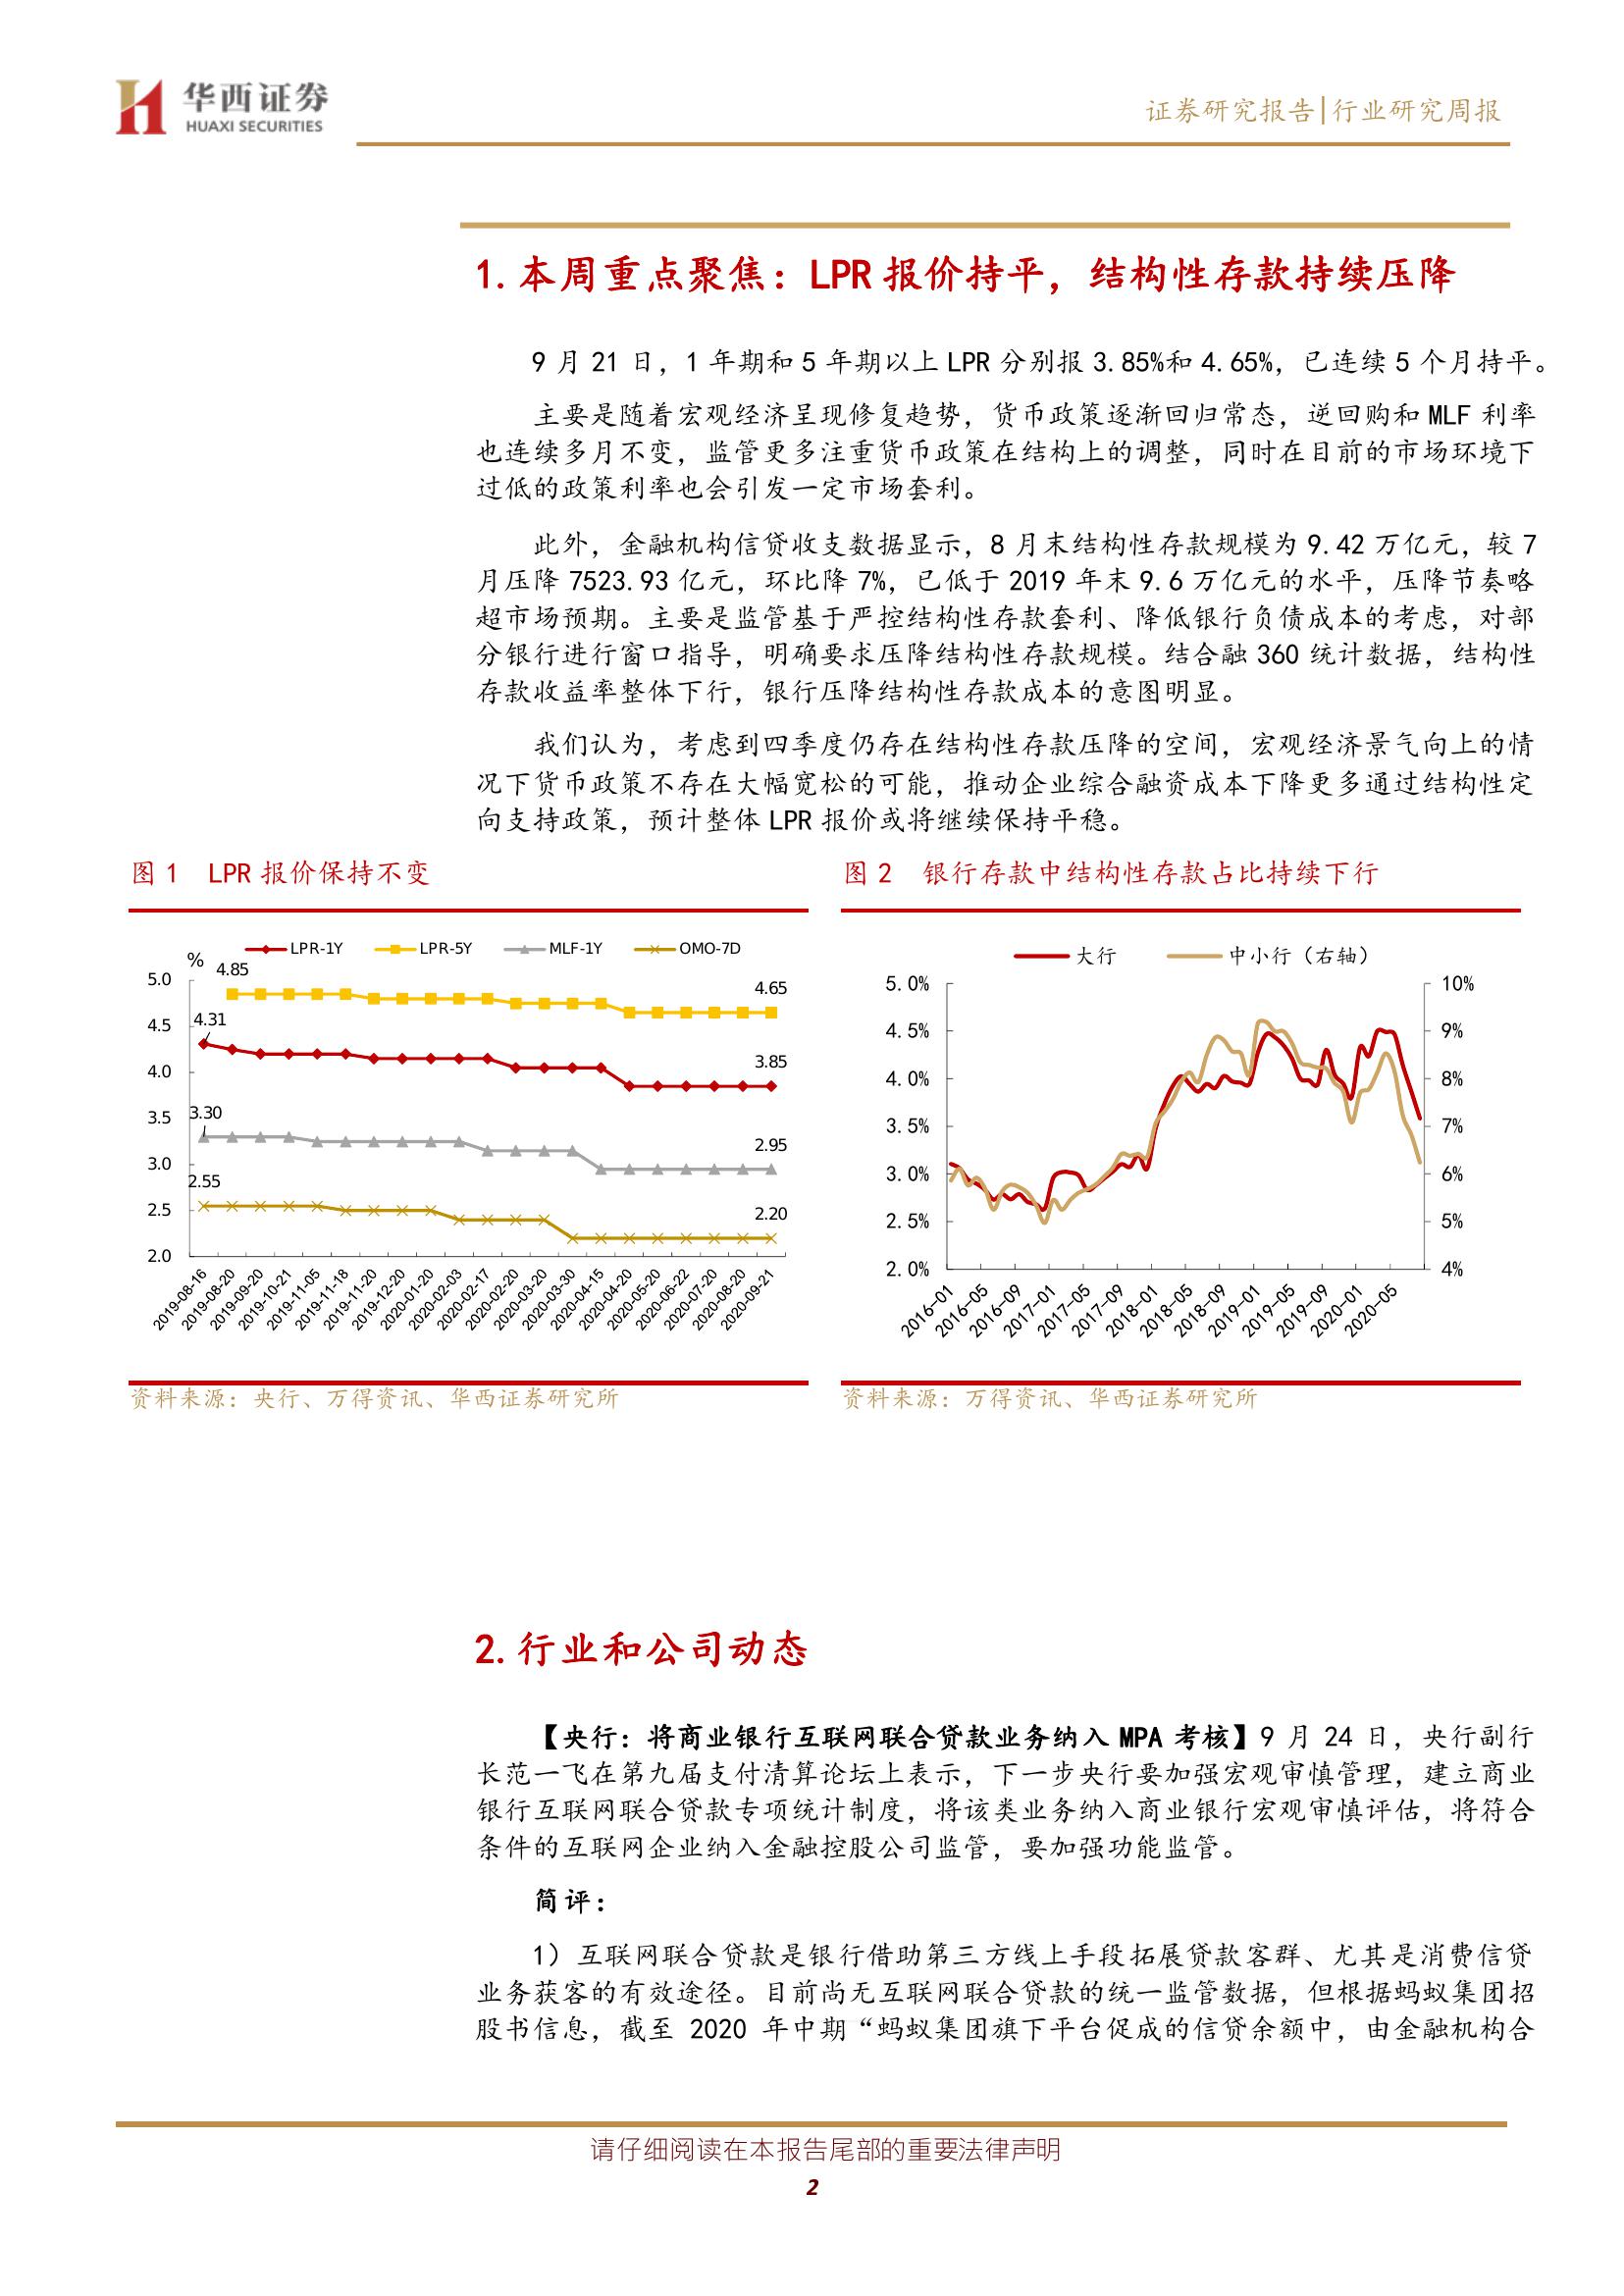 华西证券
HUAXI SECURITIES
证券研究报告|行业研究周报
1.本周重点聚焦：LPR 报价持平，结构性存款持续压降
9 月 21 日，1 年期和 5 年期以上 LPR 分别报 3.85%和 4.65%，已连续 5 个月持平。
主要是随着宏观经济呈现修复趋势，货币政策逐渐回归常态，逆回购和 MLF 利率
也连续多月不变，监管更多注重货币政策在结构上的调整，同时在目前的市场环境下
过低的政策利率也会引发一定市场套利。
此外，金融机构信贷收支数据显示，8 月末结构性存款规模为 9.42 万亿元，较 7
月压降 7523.93 亿元，环比降 7%，已低于 2019 年末 9.6 万亿元的水平，压降节奏略
超市场预期。主要是监管基于严控结构性存款套利、降低银行负债成本的考虑，对部
分银行进行窗口指导，明确要求压降结构性存款规模。结合融 360 统计数据，结构性
存款收益率整体下行，银行压降结构性存款成本的意图明显。
我们认为，考虑到四季度仍存在结构性存款压降的空间，宏观经济景气向上的情
况下货币政策不存在大幅宽松的可能，推动企业综合融资成本下降更多通过结构性定
向支持政策，预计整体 LPR 报价或将继续保持平稳。
图 1 LPR 报价保持不变
LPR-1Y LPR-5Y MLF-1Y OMO-7D
%
5.0
4.5
4.0
3.5
3.0
2.5
2.0
4.85
4.31
3.30
2.55
4.65
3.85
2.95
2.20
2019-08-16
2019-08-20
2019-09-20
2019-10-21
2019-11-05
2019-11-18
2019-11-20
2019-12-20
2020-01-20
2020-02-03
2020-02-17
2020-02-20
2020-03-20
2020-03-30
2020-04-15
2020-04-20
2020-05-20
2020-06-22
2020-07-20
2020-08-20
2020-09-21
资料来源：央行、万得资讯、华西证券研究所
图 2 银行存款中结构性存款占比持续下行
大行 中小行（右轴）
5.0%
4.5%
4.0%
3.5%
3.0%
2.5%
2.0%
10%
9%
8%
7%
6%
5%
4%
2016-01
2016-05
2016-09
2017-01
2017-05
2017-09
2018-01
2018-05
2018-09
2019-01
2019-05
2019-09
2020-01
2020-05
资料来源：万得资讯、华西证券研究所
2.行业和公司动态
【央行：将商业银行互联网联合贷款业务纳入 MPA 考核】9 月 24 日，央行副行
长范一飞在第九届支付清算论坛上表示，下一步央行要加强宏观审慎管理，建立商业
银行互联网联合贷款专项统计制度，将该类业务纳入商业银行宏观审慎评估，将符合
条件的互联网企业纳入金融控股公司监管，要加强功能监管。
简评：
1）互联网联合贷款是银行借助第三方线上手段拓展贷款客群、尤其是消费信贷
业务获客的有效途径。目前尚无互联网联合贷款的统一监管数据，但根据蚂蚁集团招
股书信息，截至 2020 年中期“蚂蚁集团旗下平台促成的信贷余额中，由金融机构合
请仔细阅读在本报告尾部的重要法律声明
2